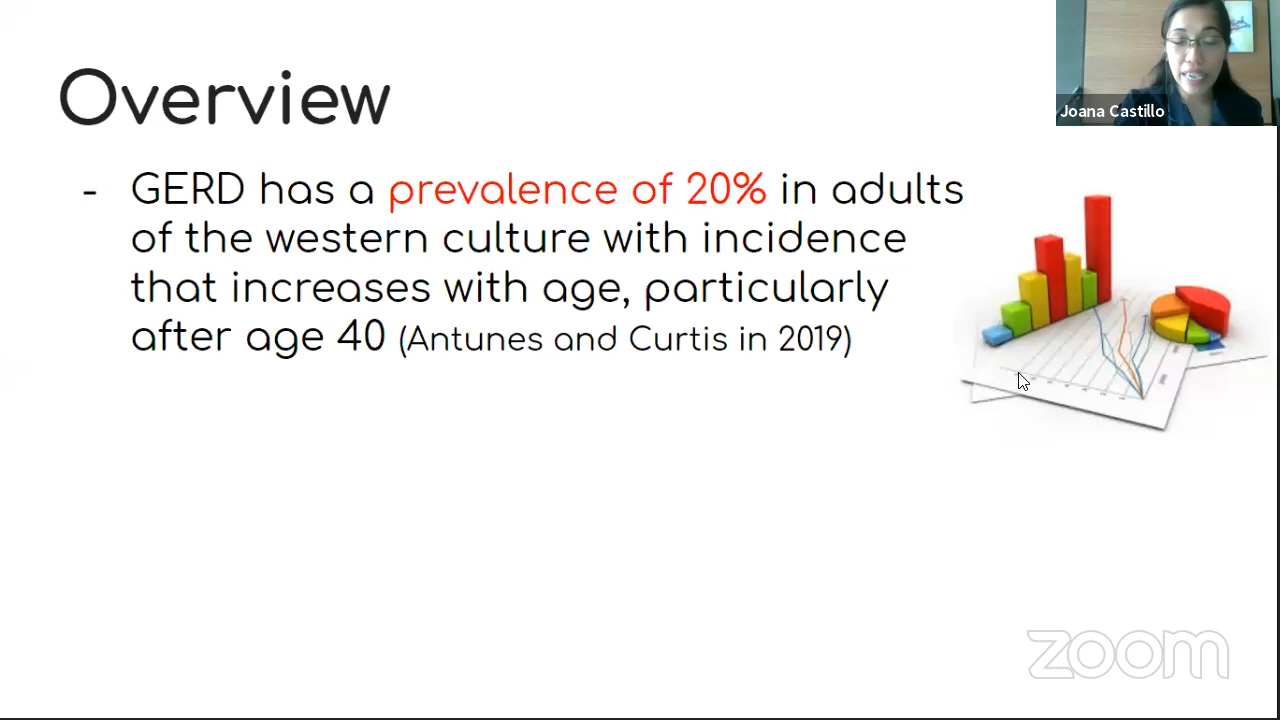 Overview
Joana Castillo
- GERD has a prevalence of 20% in adults
of the western culture with incidence
that increases with age, particularly
after age 40 (Antunes and Curtis in 2019)
zoom